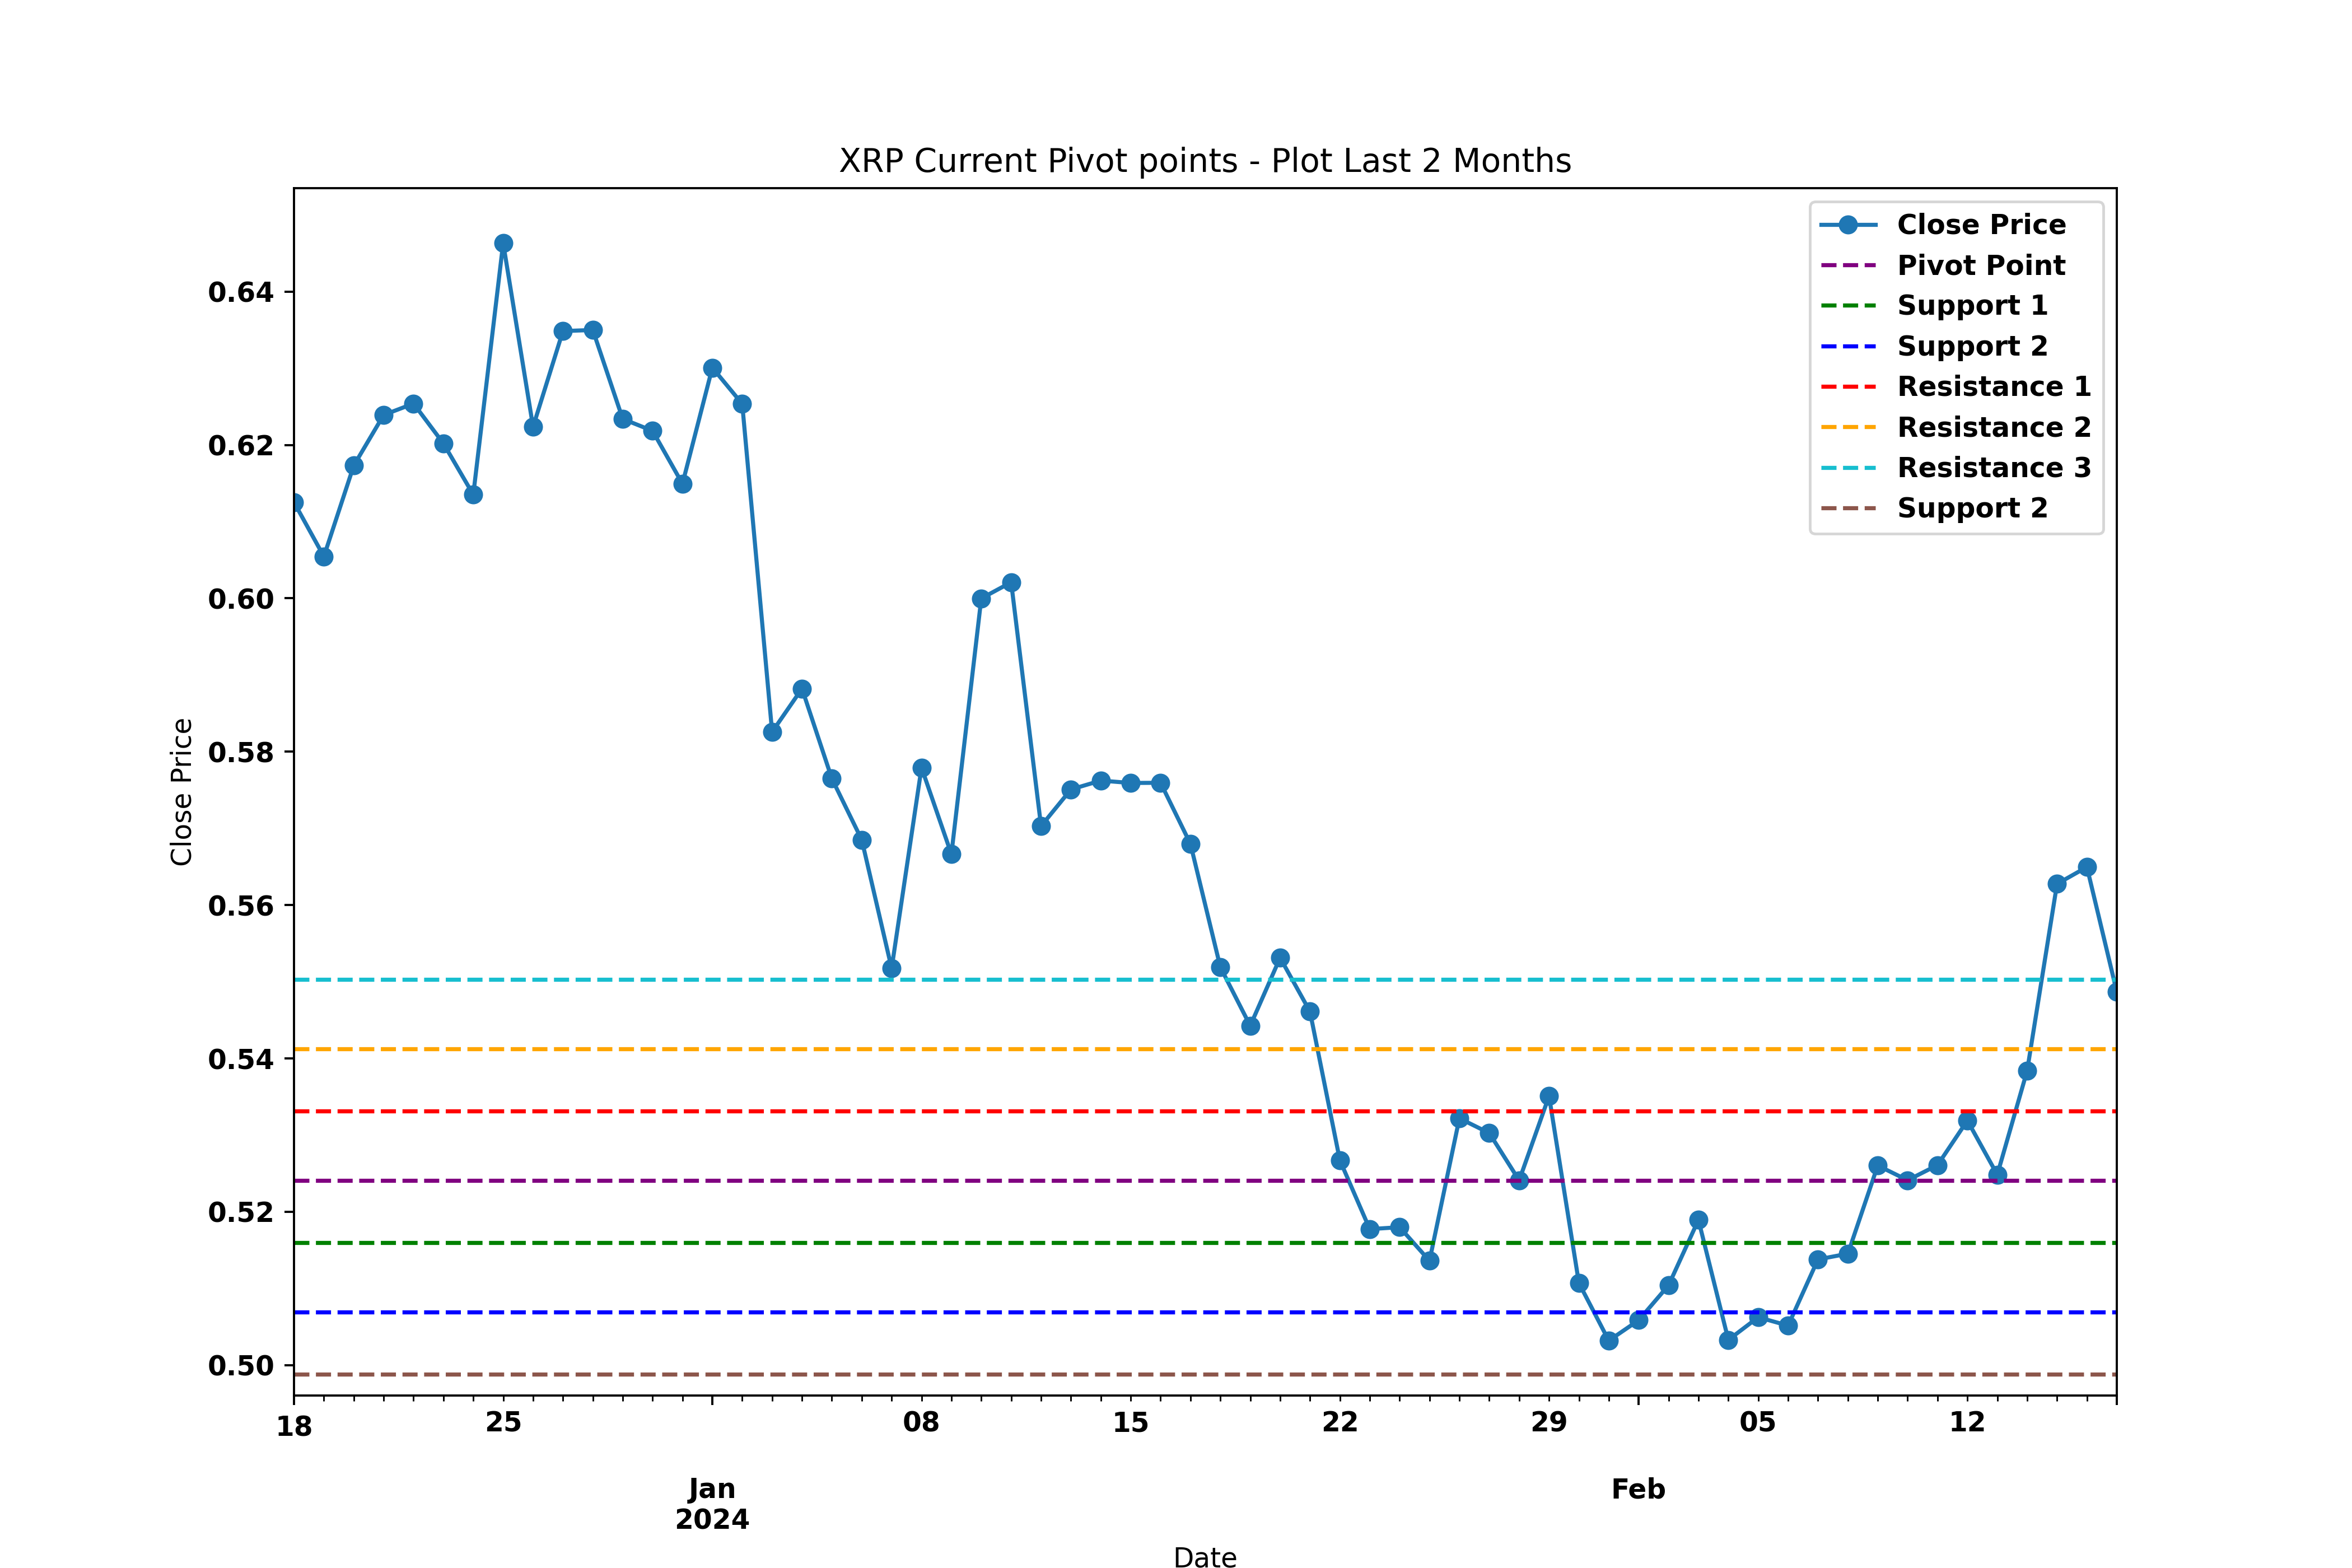 XRP Current Pivot points - Plot Last 2 Months
Close Price
Pivot Point
Support 1
Support 2
Resistance 1
Resistance 2
Resistance 3
Support 2
Close Price
0.64
0.62
0.60
0.58
0.56
0.54
0.52
0.50
18 25 08 15 22 29 05 12
Jan Feb
2024
Date